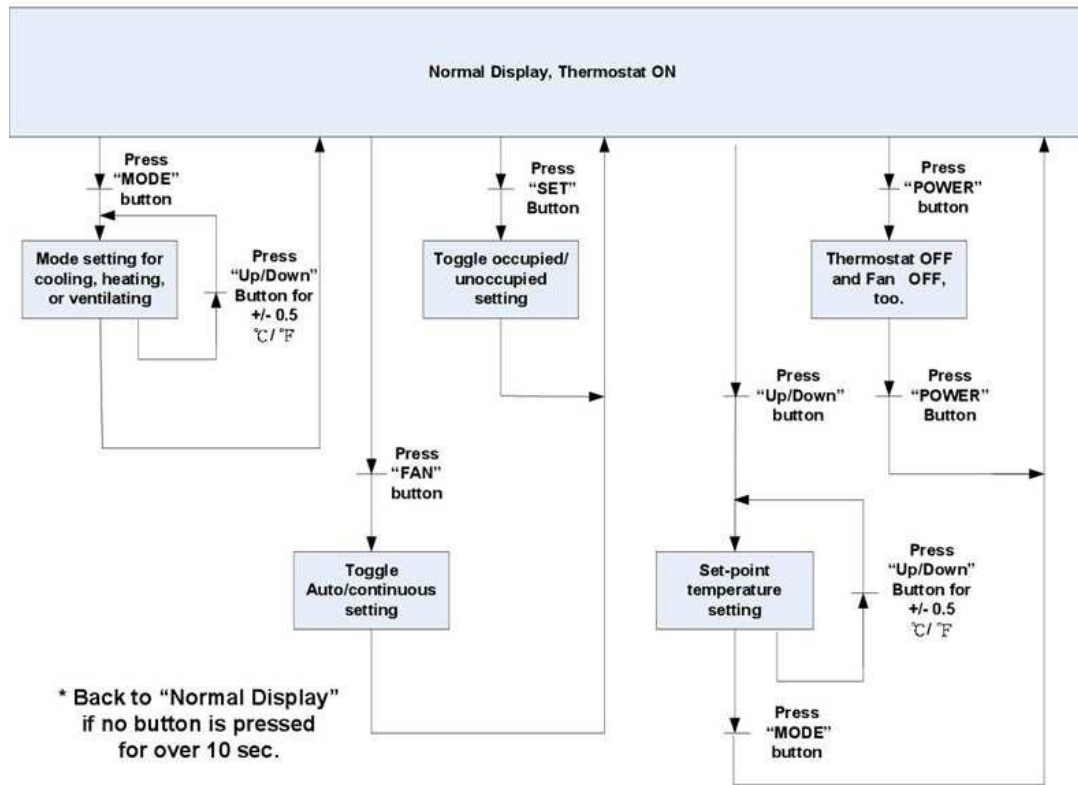 Normal Display, Thermostat ON
Press
“MODE”
button
Mode setting for
cooling, heating,
or ventilating
Press
“Up/Down”
Button for
+/- 0.5
℃/ ℉
Press
“FAN”
button
Toggle
Auto/continuous
setting
Press
“SET”
Button
Toggle occupied/
unoccupied
setting
Press
“Up/Down”
button
Set-point
temperature
setting
Press
“Up/Down”
Button for
+/- 0.5
℃/ ℉
Press
“MODE”
button
Press
“POWER”
button
Thermostat OFF
and Fan OFF,
too.
Press
“POWER”
Button
* Back to “Normal Display”
if no button is pressed
for over 10 sec.